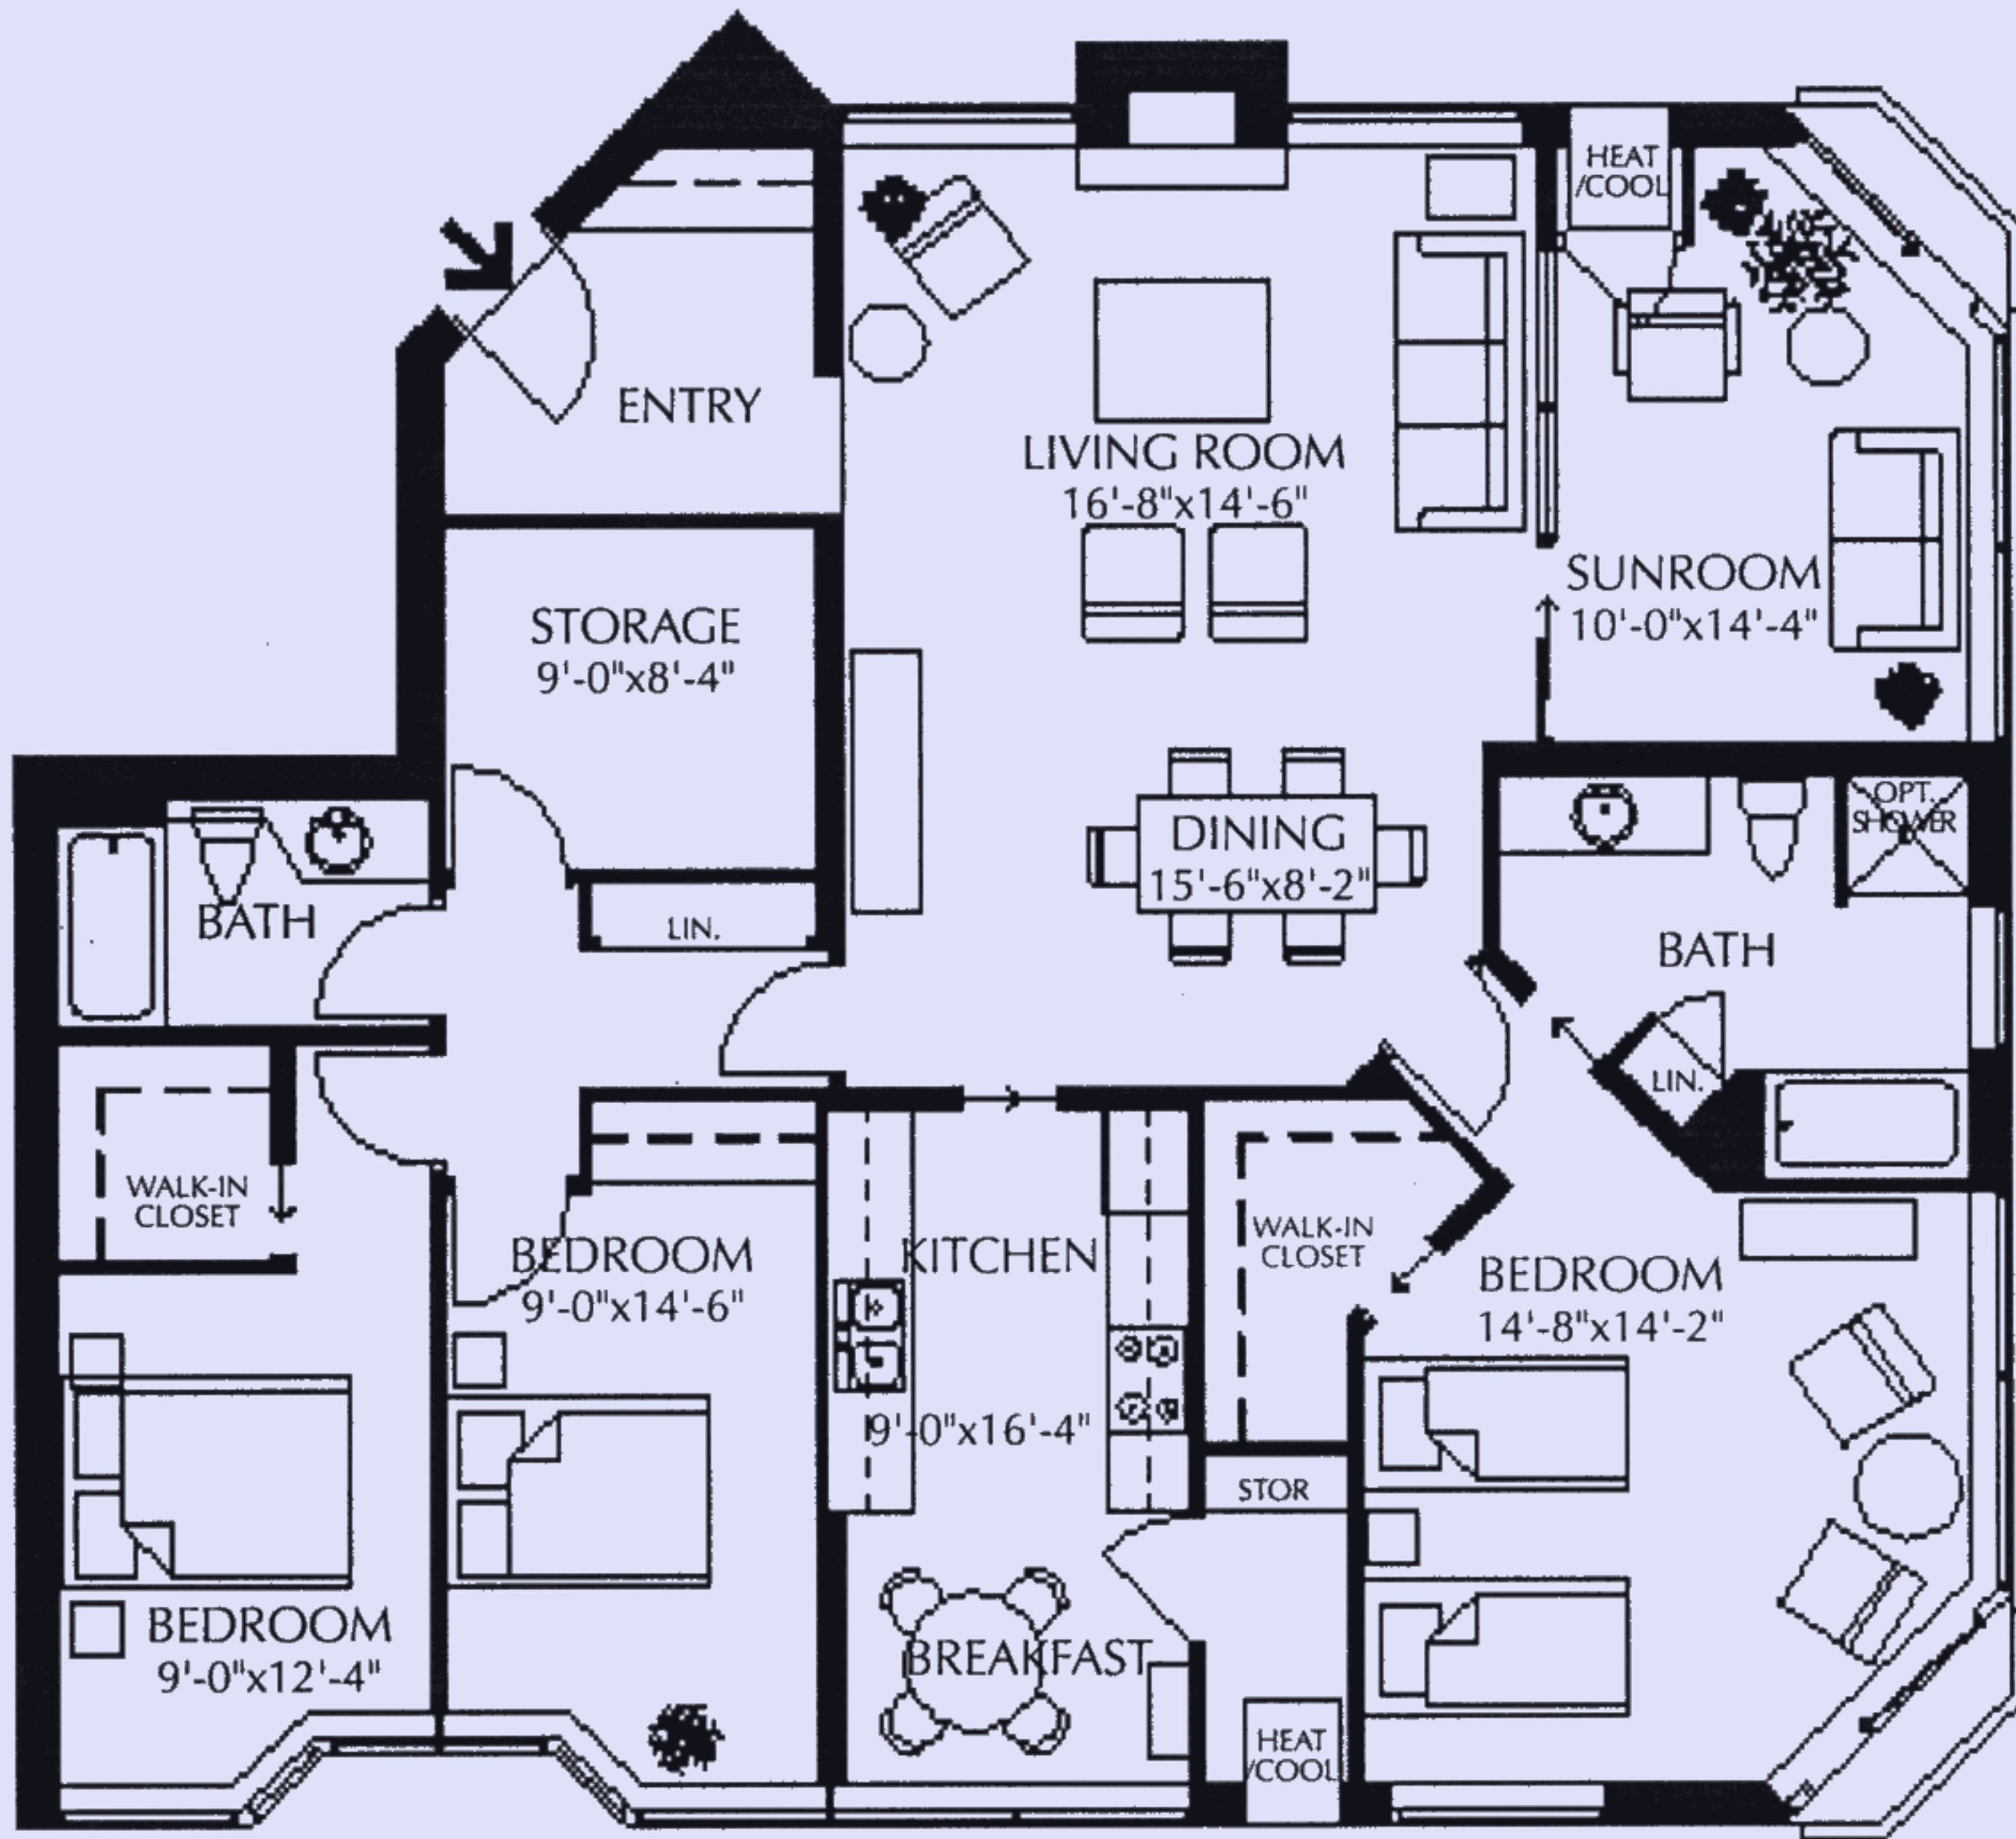 HEAT
/COOL
ENTRY
LIVING ROOM
16'-8"x14'-6"
SUNROOM
10'-0"x14'-4"
STORAGE
9'-0"x8'-4"
OPT.
SHOWER
DINING
15'-6"x8'-2"
BATH
LIN.
BATH
LIN.
WALK-IN
CLOSET
BEDROOM
9'-0"x14'-6"
KITCHEN
9'-0"x16'-4"
WALK-IN
CLOSET
BEDROOM
14'-8"x14'-2"
STOR
BEDROOM
9'-0"x12'-4"
BREAKFAST
HEAT
/COOL